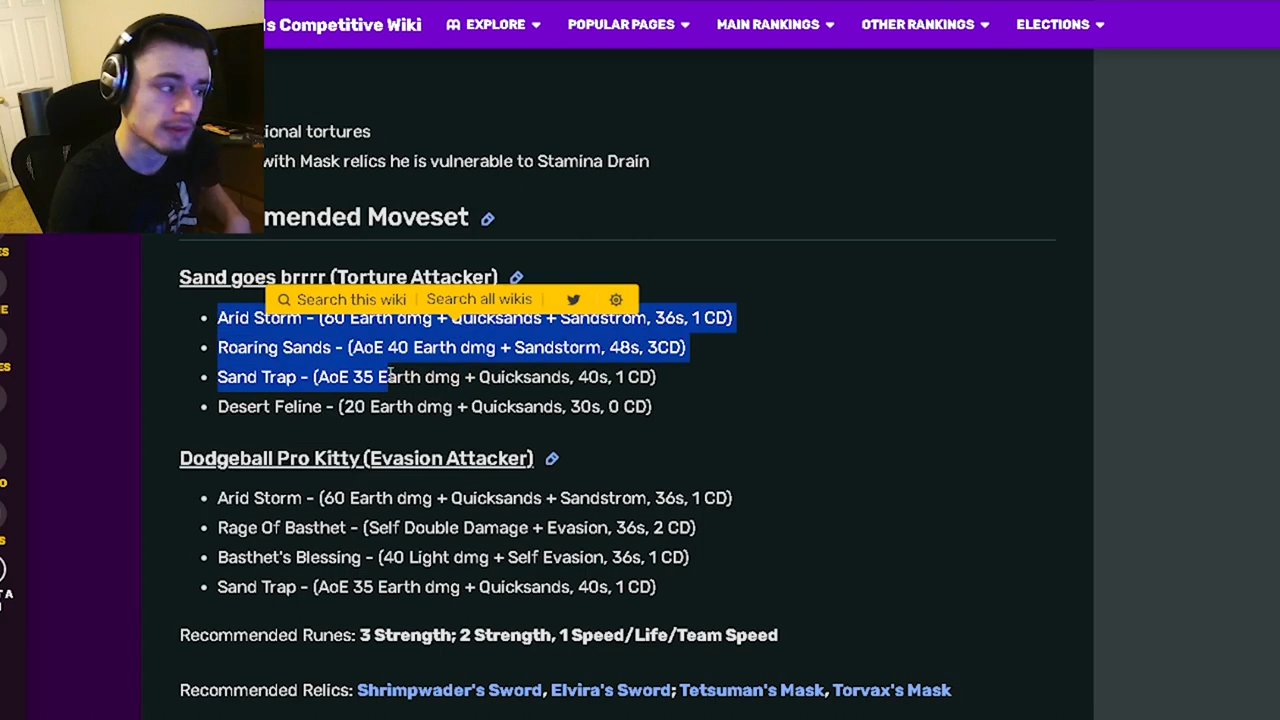 s Competitive Wiki EXPLORE POPULAR PAGES MAIN RANKINGS OTHER RANKINGS ELECTIONS
ional tortures
with Mask relics he is vulnerable to Stamina Drain
mended Moveset
Sand goes brrrr (Torture Attacker)
Search this wiki Search all wikis
Arid Storm - (60 Earth dmg + Quicksands + Sandstrom, 36s, 1 CD)
Roaring Sands - (AoE 40 Earth dmg + Sandstorm, 48s, 3CD)
Sand Trap - (AoE 35 Earth dmg + Quicksands, 40s, 1 CD)
Desert Feline - (20 Earth dmg + Quicksands, 30s, 0 CD)
Dodgeball Pro Kitty (Evasion Attacker)
Arid Storm - (60 Earth dmg + Quicksands + Sandstrom, 36s, 1 CD)
Rage Of Basthet - (Self Double Damage + Evasion, 36s, 2 CD)
Basthet's Blessing - (40 Light dmg + Self Evasion, 36s, 1 CD)
Sand Trap - (AoE 35 Earth dmg + Quicksands, 40s, 1 CD)
Recommended Runes: 3 Strength; 2 Strength, 1 Speed/Life/Team Speed
Recommended Relics: Shrimpwader's Sword, Elvira's Sword; Tetsuman's Mask, Torvax's Mask